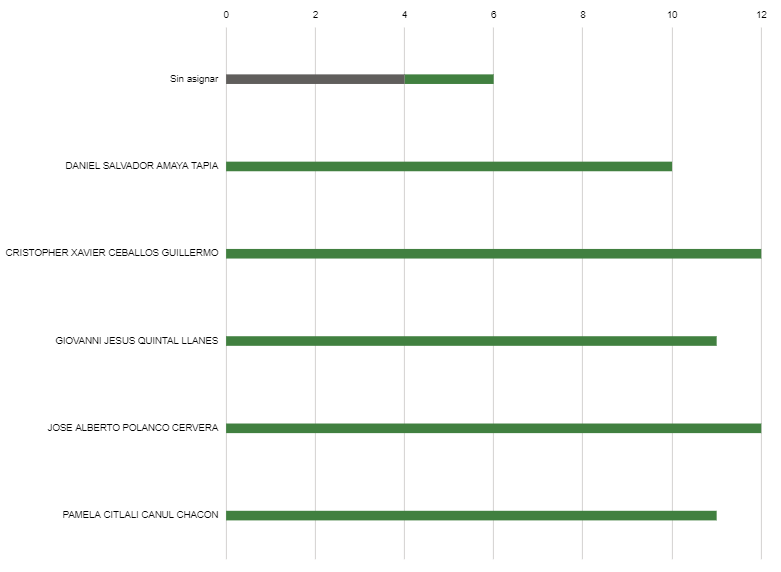 0 2 4 6 8 10 12
Sin asignar
DANIEL SALVADOR AMAYA TAPIA
CRISTOPHER XAVIER CEBALLOS GUILLERMO
GIOVANNI JESUS QUINTAL LLANES
JOSE ALBERTO POLANCO CERVERA
PAMELA CITLALI CANUL CHACON